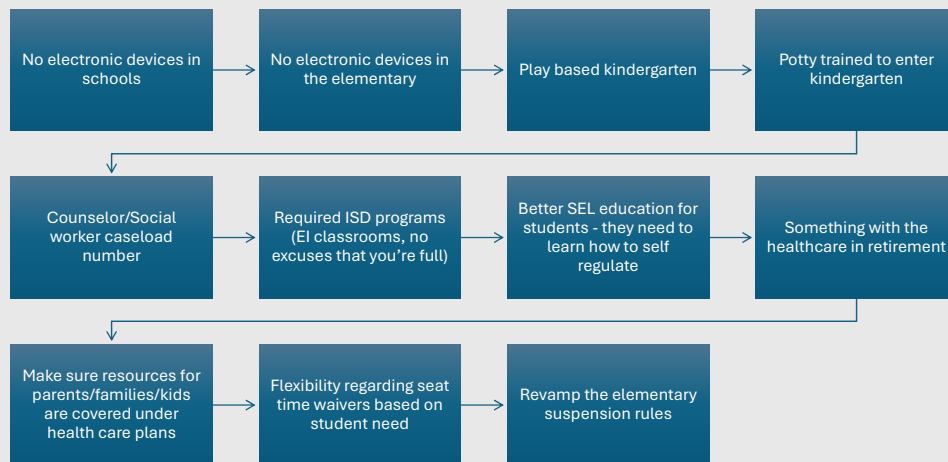 No electronic devices in
schools
No electronic devices in
the elementary
Play based kindergarten
Potty trained to enter
kindergarten
Counselor/Social
worker caseload
number
Required ISD programs
(EI classrooms, no
excuses that you're full)
Better SEL education for
students - they need to
learn how to self
regulate
Something with the
healthcare in retirement
Make sure resources for
parents/families/kids
are covered under
health care plans
Flexibility regarding seat
time waivers based on
student need
Revamp the elementary
suspension rules